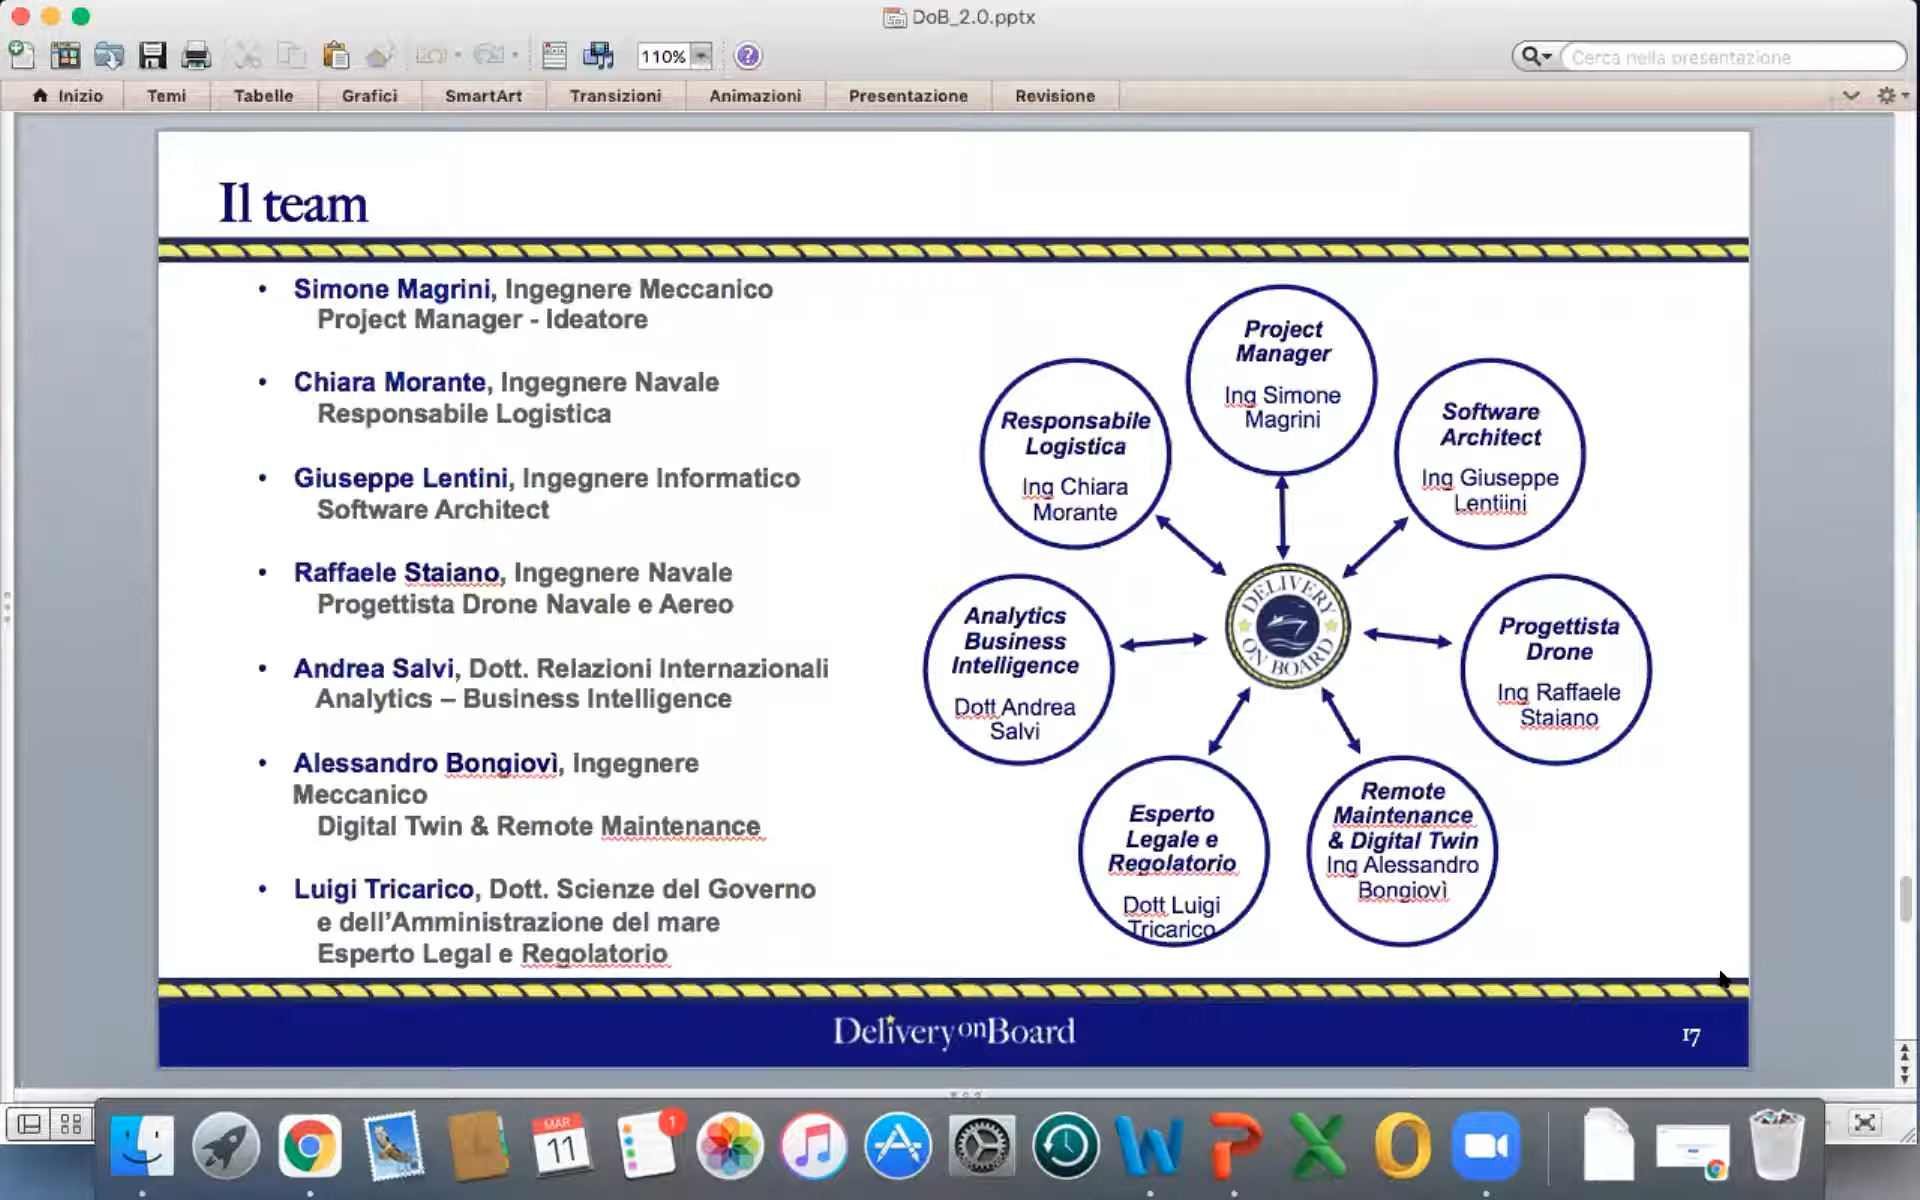 DoB_2.0.pptx
110%
Cerca nella presentazione
Inizio
Temi
Tabelle
Grafici
SmartArt
Transizioni
Animazioni
Presentazione
Revisione
Il team
• Simone Magrini, Ingegnere Meccanico
Project Manager - Ideatore
• Chiara Morante, Ingegnere Navale
Responsabile Logistica
• Giuseppe Lentini, Ingegnere Informatico
Software Architect
• Raffaele Staiano, Ingegnere Navale
Progettista Drone Navale e Aereo
• Andrea Salvi, Dott. Relazioni Internazionali
Analytics – Business Intelligence
• Alessandro Bongiovì, Ingegnere
Meccanico
Digital Twin & Remote Maintenance
• Luigi Tricarico, Dott. Scienze del Governo
e dell'Amministrazione del mare
Esperto Legal e Regolatorio
Project
Manager
Ing Simone
Magrini
Responsabile
Logistica
Ing Chiara
Morante
Software
Architect
Ing Giuseppe
Lentiini
Analytics
Business
Intelligence
Dott Andrea
Salvi
DELIVERY
ON BOARD
Progettista
Drone
Ing Raffaele
Staiano
Esperto
Legale e
Regolatorio
Dott Luigi
Tricarico
Remote
Maintenance
& Digital Twin
Ing Alessandro
Bongiovì
Delivery on Board
17
MAR
11
1